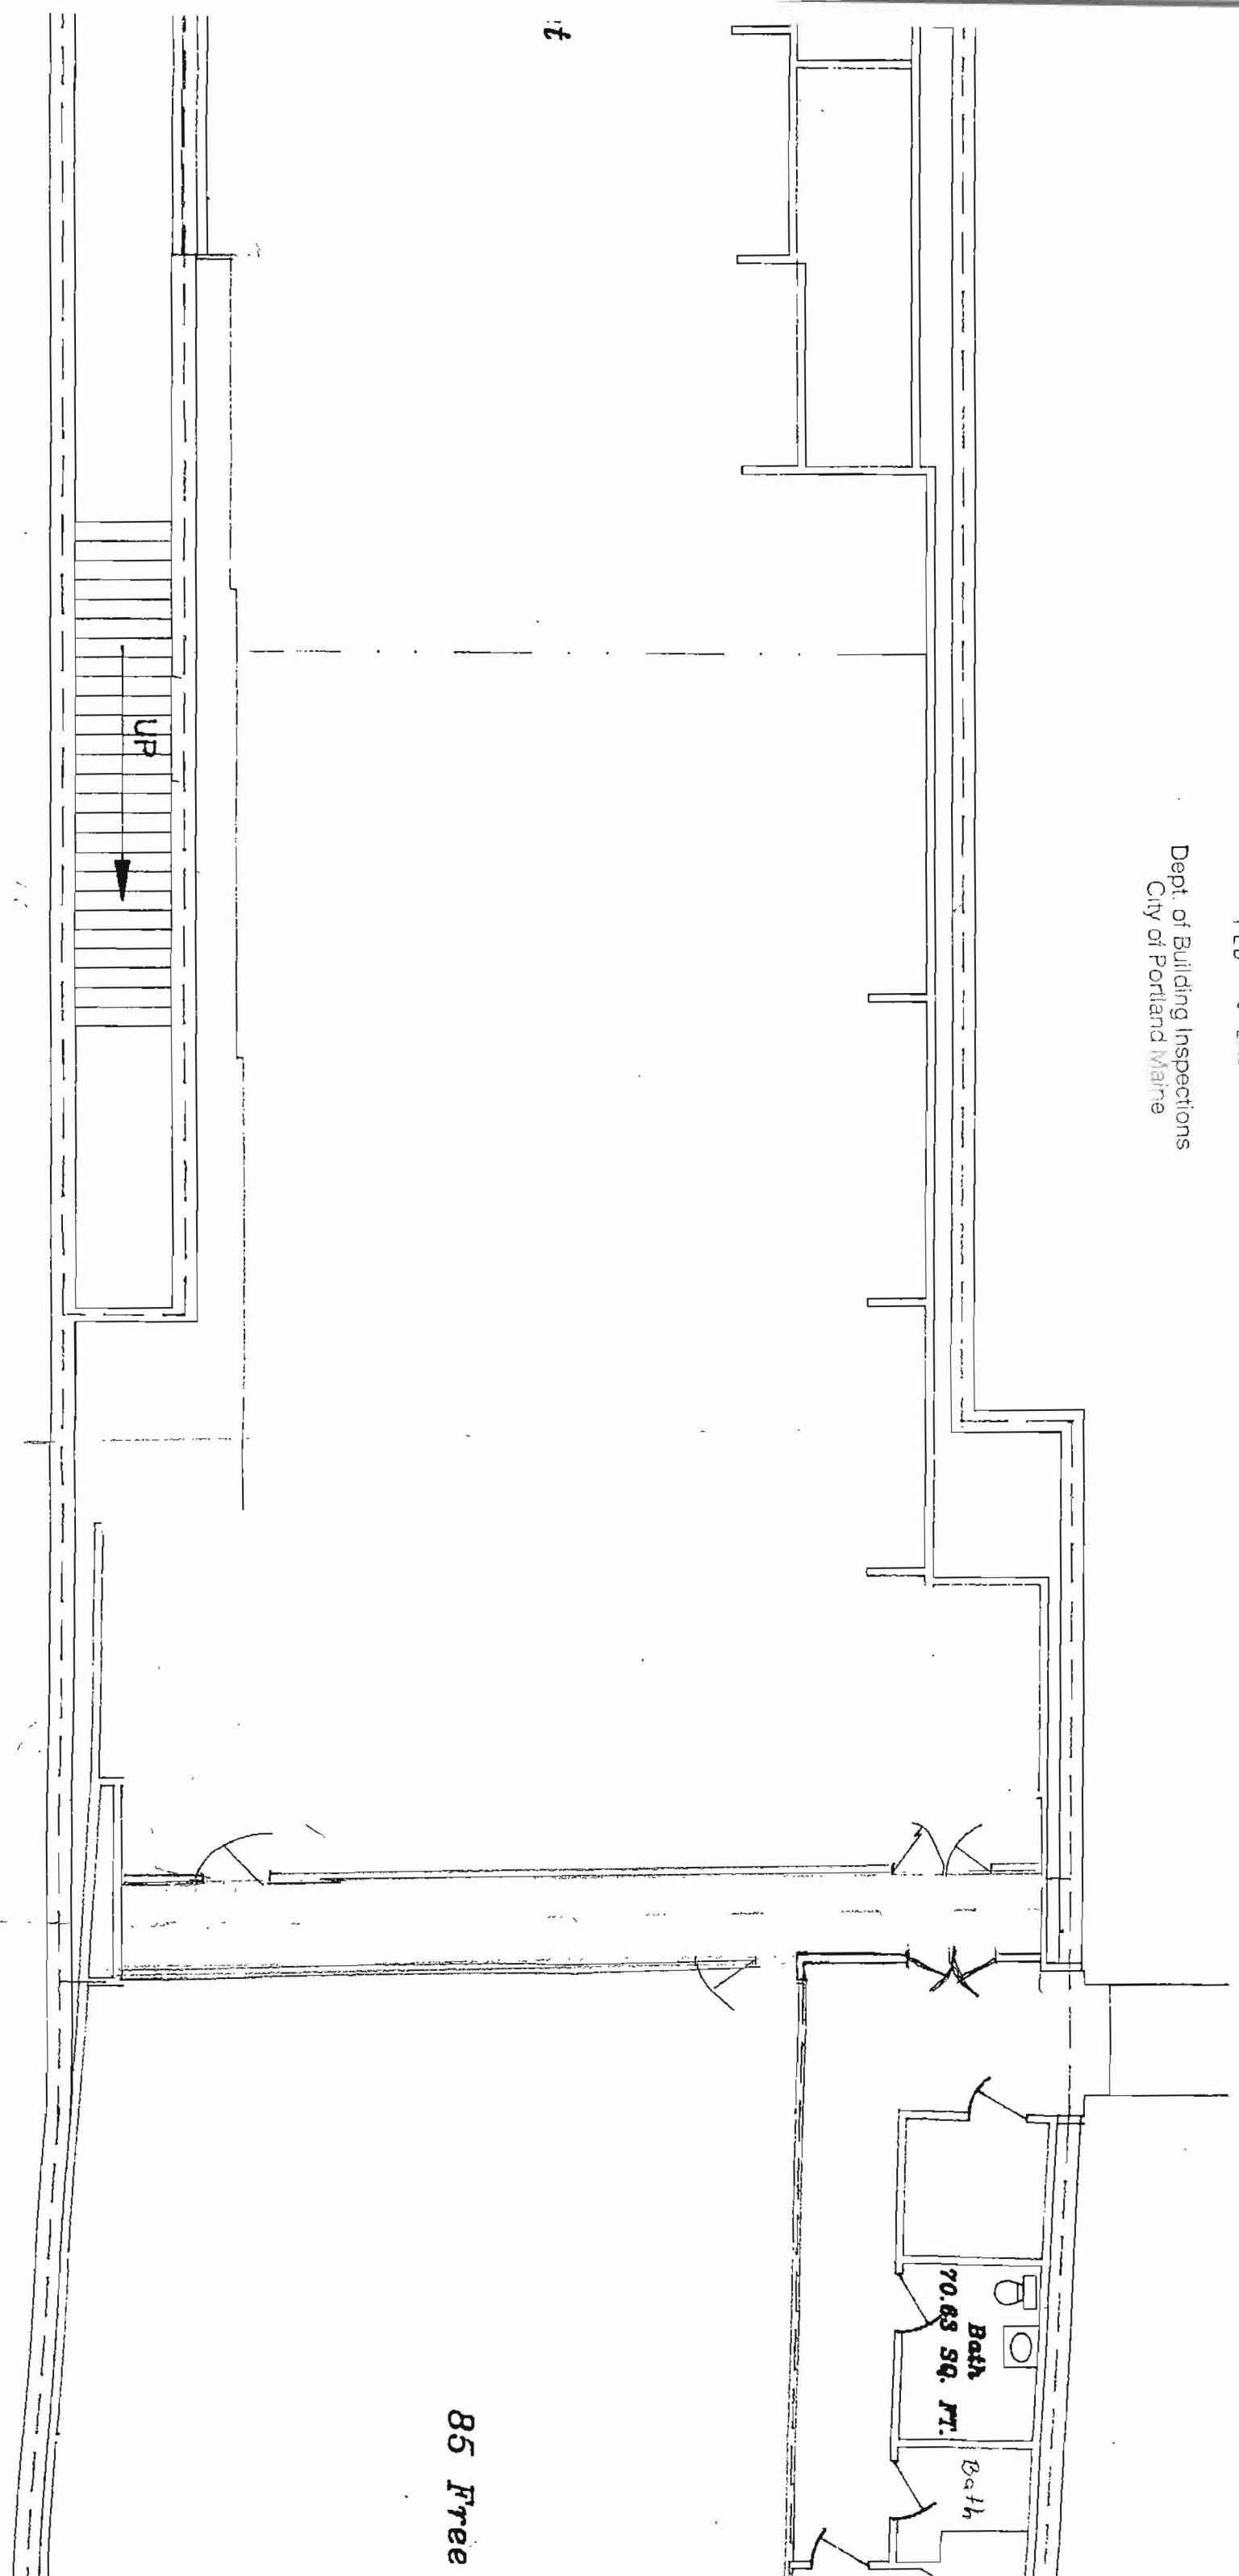 Dept. of Building Inspections
City of Portland Maine
UP
Bath
70.63 SQ. FT.
Bath
85 Free